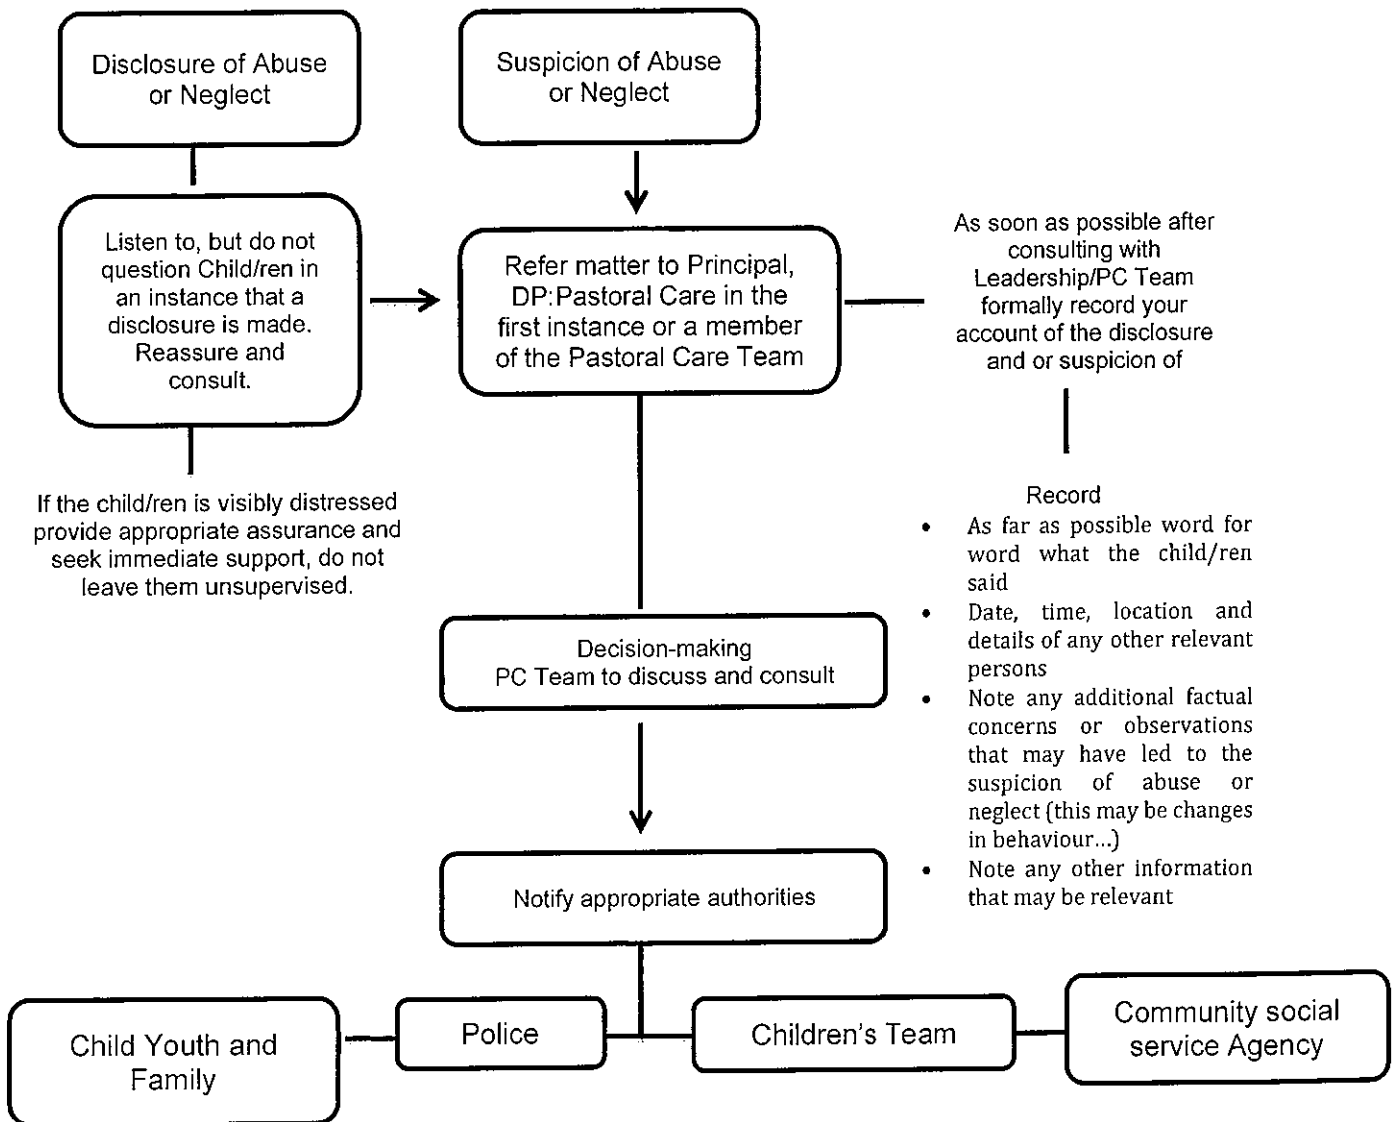 Disclosure of Abuse
or Neglect
Suspicion of Abuse
or Neglect
Listen to, but do not
question Child/ren in
an instance that a
disclosure is made.
Reassure and
consult.
Refer matter to Principal,
DP:Pastoral Care in the
first instance or a member
of the Pastoral Care Team
As soon as possible after
consulting with
Leadership/PC Team
formally record your
account of the disclosure
and or suspicion of
If the child/ren is visibly distressed
provide appropriate assurance and
seek immediate support, do not
leave them unsupervised.
Record
• As far as possible word for
word what the child/ren
said
• Date, time, location and
details of any other relevant
persons
• Note any additional factual
concerns or observations
that may have led to the
suspicion of abuse or
neglect (this may be changes
in behaviour...)
• Note any other information
that may be relevant
Decision-making
PC Team to discuss and consult
Notify appropriate authorities
Child Youth and
Family
Police
Children's Team
Community social
service Agency